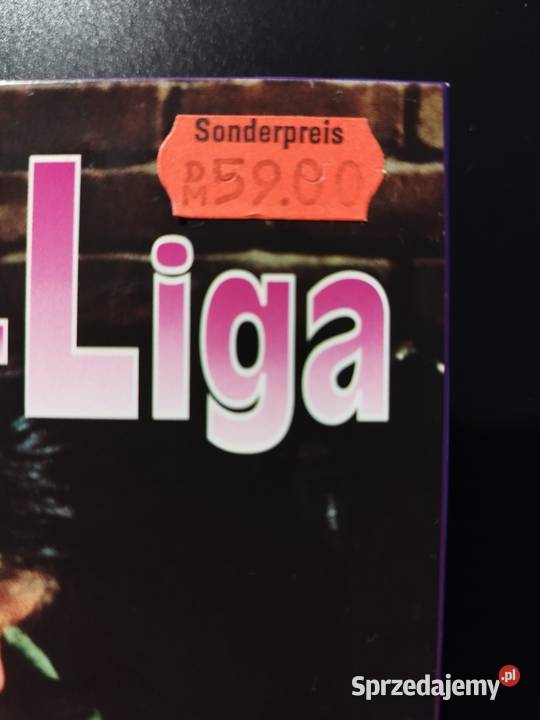 Sonderpreis
DM 59.00
-Liga
Sprzedajemy.pl